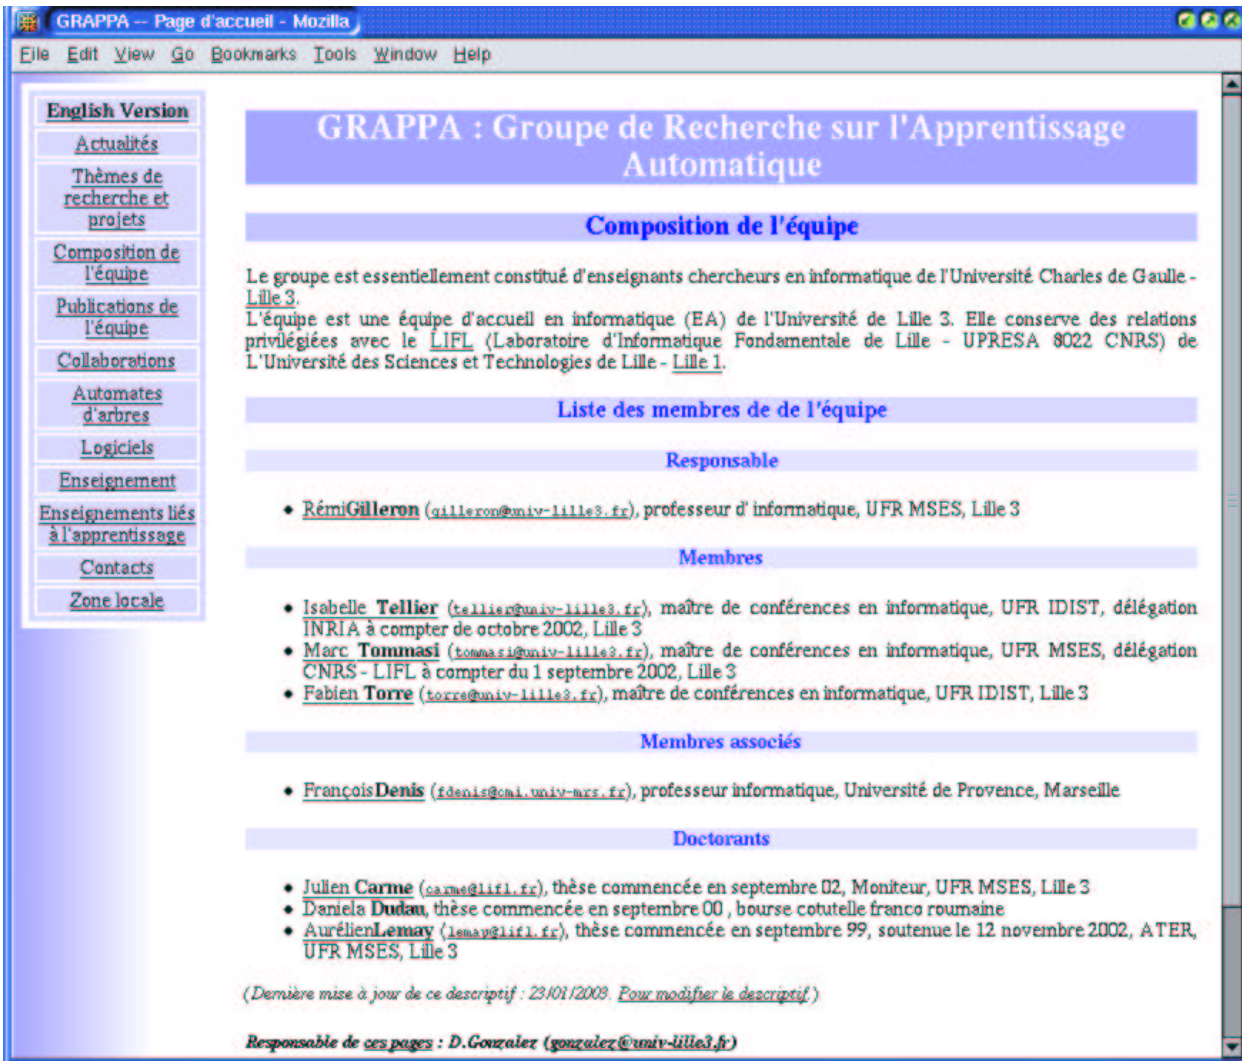 GRAPPA -- Page d'accueil - Mozilla
File Edit View Go Bookmarks Tools Window Help
English Version
Actualités
Thèmes de
recherche et
projets
Composition de
l'équipe
Publications de
l'équipe
Collaborations
Automates
d'arbres
Logiciels
Enseignement
Enseignements liés
à l'apprentissage
Contacts
Zone locale
GRAPPA : Groupe de Recherche sur l'Apprentissage
Automatique
Composition de l'équipe
Le groupe est essentiellement constitué d'enseignants chercheurs en informatique de l'Université Charles de Gaulle -
Lille 3.
L'équipe est une équipe d'accueil en informatique (EA) de l'Université de Lille 3. Elle conserve des relations
privilégiées avec le LIFL (Laboratoire d'Informatique Fondamentale de Lille - UPRESA 8022 CNRS) de
L'Université des Sciences et Technologies de Lille - Lille 1.
Liste des membres de de l'équipe
Responsable
• RémiGilleron (gilleron@univ-lille3.fr), professeur d' informatique, UFR MSES, Lille 3
Membres
• Isabelle Tellier (tellier@univ-lille3.fr), maître de conférences en informatique, UFR IDIST, délégation
INRIA à compter de octobre 2002, Lille 3
• Marc Tommasi (tommasi@univ-lille3.fr), maître de conférences en informatique, UFR MSES, délégation
CNRS - LIFL à compter du 1 septembre 2002, Lille 3
• Fabien Torre (torre@univ-lille3.fr), maître de conférences en informatique, UFR IDIST, Lille 3
Membres associés
• FrançoisDenis (fdenis@cmi.univ-mrs.fr), professeur informatique, Université de Provence, Marseille
Doctorants
• Julien Carme (carme@lifl.fr), thèse commencée en septembre 02, Moniteur, UFR MSES, Lille 3
• Daniela Dudau, thèse commencée en septembre 00 , bourse cotutelle franco roumaine
• AurélienLemay (lemay@lifl.fr), thèse commencée en septembre 99, soutenue le 12 novembre 2002, ATER,
UFR MSES, Lille 3
(Dernière mise à jour de ce descriptif : 23/01/2003. Pour modifier le descriptif.)
Responsable de ces pages : D.Gonzalez (gonzalez@univ-lille3.fr)